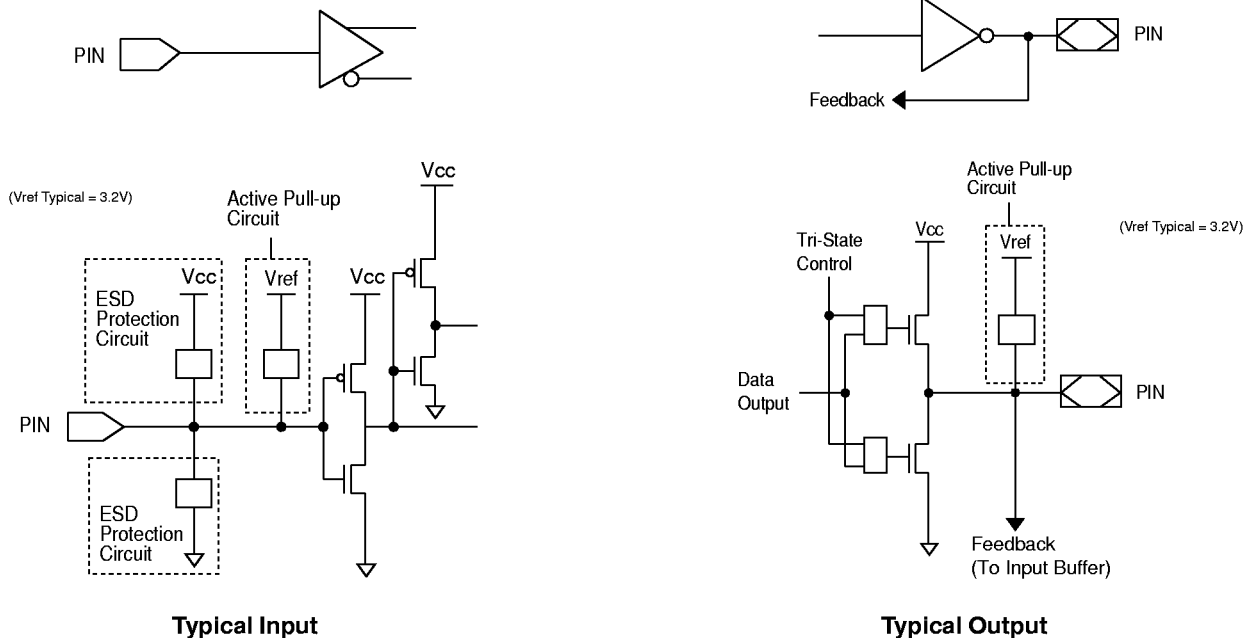 PIN
PIN
Feedback
(Vref Typical = 3.2V)
Active Pull-up
Circuit
Vcc
Vcc
Vref
Vcc
ESD
Protection
Circuit
PIN
ESD
Protection
Circuit
Typical Input
Active Pull-up
Circuit
(Vref Typical = 3.2V)
Tri-State
Control
Vcc
Vref
Data
Output
PIN
Feedback
(To Input Buffer)
Typical Output